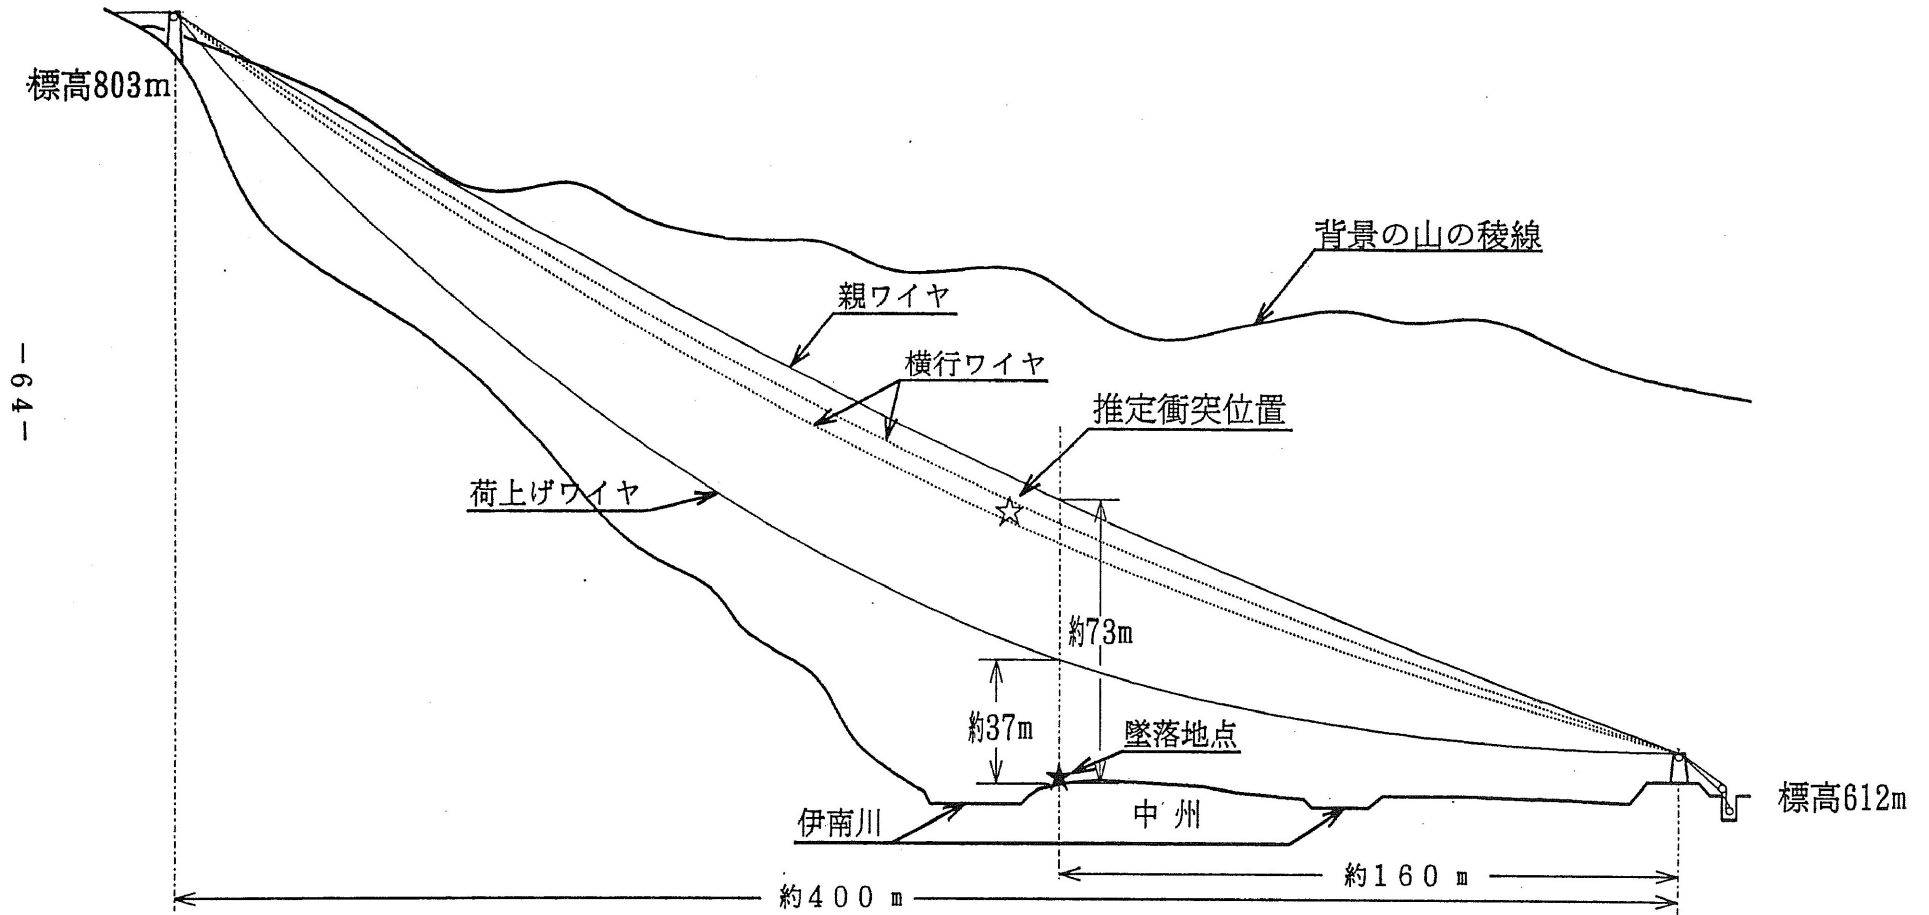 標高803m
背景の山の稜線
親ワイヤ
横行ワイヤ
推定衝突位置
荷上げワイヤ
約73m
約37m
墜落地点
標高612m
伊南川
中州
約160m
約400m
－64－